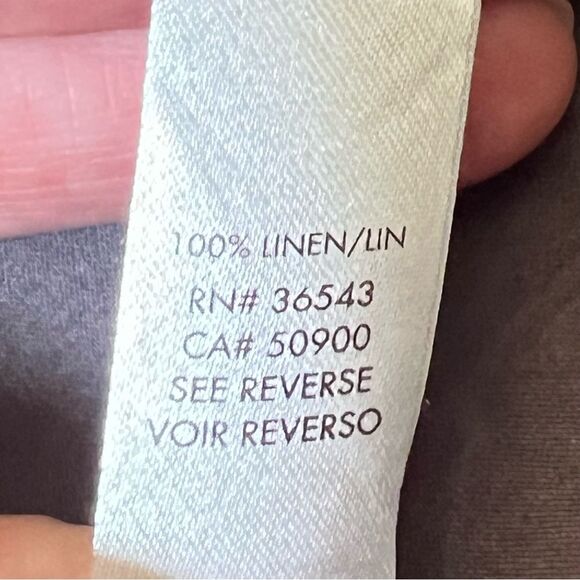 100% LINEN/LIN
RN# 36543
CA# 50900
SEE REVERSE
VOIR REVERSO